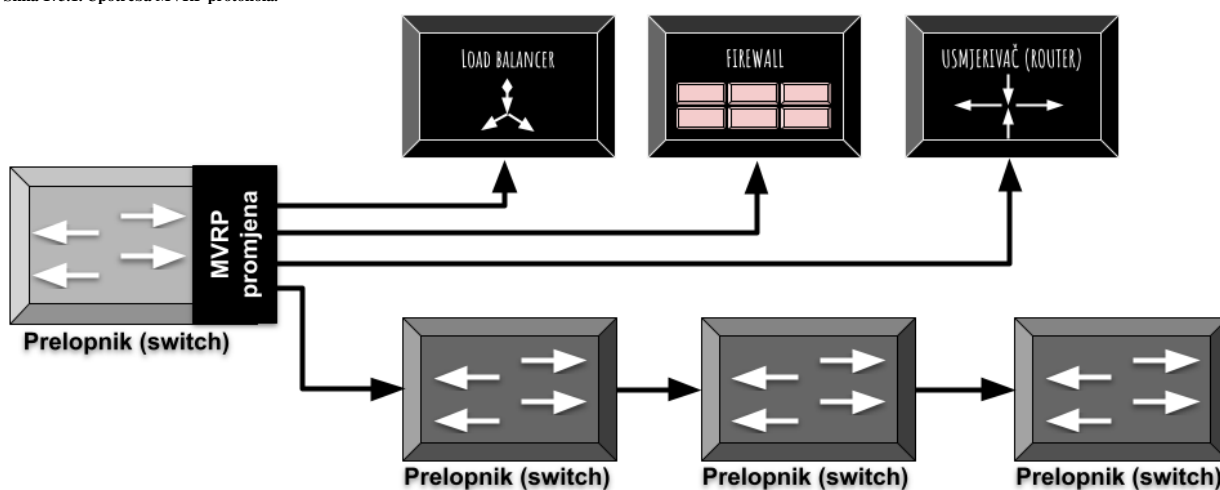 LOAD BALANCER
FIREWALL
USMJERIVAČ (ROUTER)
MVRP
promjena
Prelopnik (switch)
Prelopnik (switch)
Prelopnik (switch)
Prelopnik (switch)